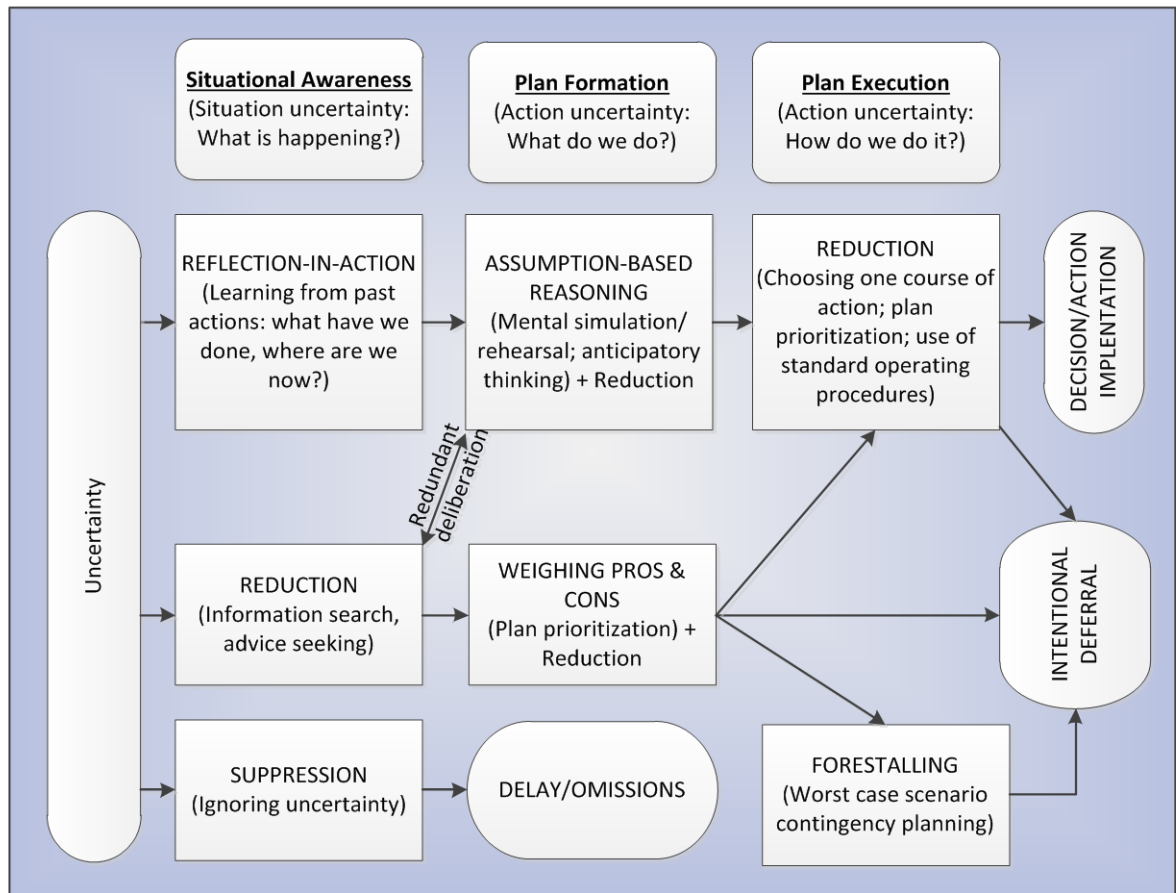 Situational Awareness
(Situation uncertainty:
What is happening?)
Plan Formation
(Action uncertainty:
What do we do?)
Plan Execution
(Action uncertainty:
How do we do it?)
Uncertainty
REFLECTION-IN-ACTION
(Learning from past
actions: what have we
done, where are we
now?)
ASSUMPTION-BASED
REASONING
(Mental simulation/
rehearsal; anticipatory
thinking) + Reduction
REDUCTION
(Choosing one course of
action; plan
prioritization; use of
standard operating
procedures)
DECISION/ACTION
IMPLENTATION
Redundant
deliberation
REDUCTION
(Information search,
advice seeking)
WEIGHING PROS &
CONS
(Plan prioritization) +
Reduction
INTENTIONAL
DEFERRAL
SUPPRESSION
(Ignoring uncertainty)
DELAY/OMISSIONS
FORESTALLING
(Worst case scenario
contingency planning)